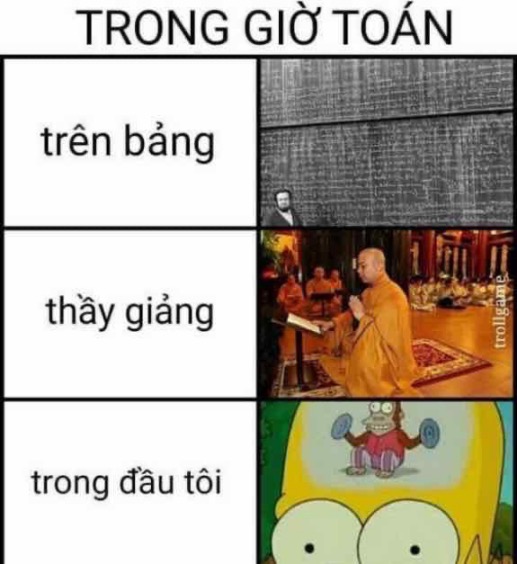 TRONG GIỜ TOÁN
trên bảng
thầy giảng
trollgame
trong đầu tôi